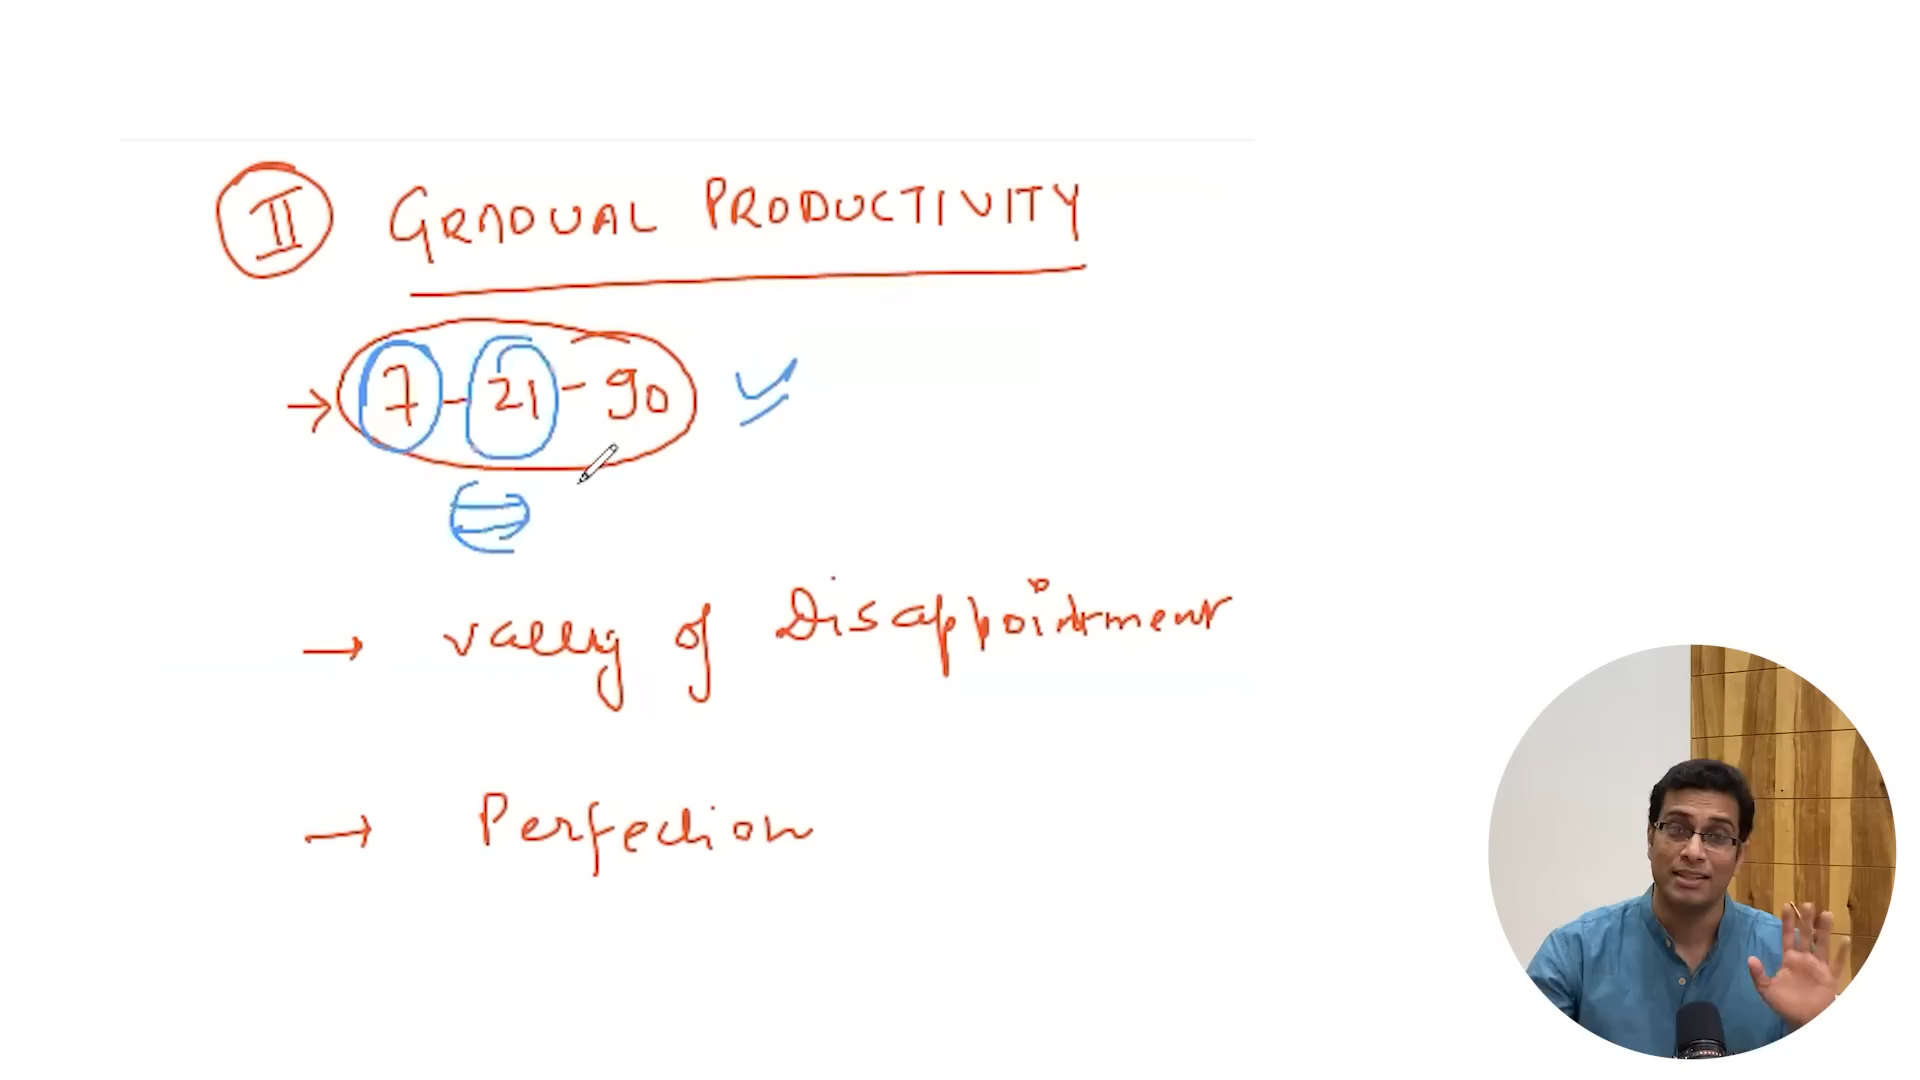 II GRADUAL PRODUCTIVITY
→ 7 - 21 - 90
→ valley of Disappointment
→ Perfection